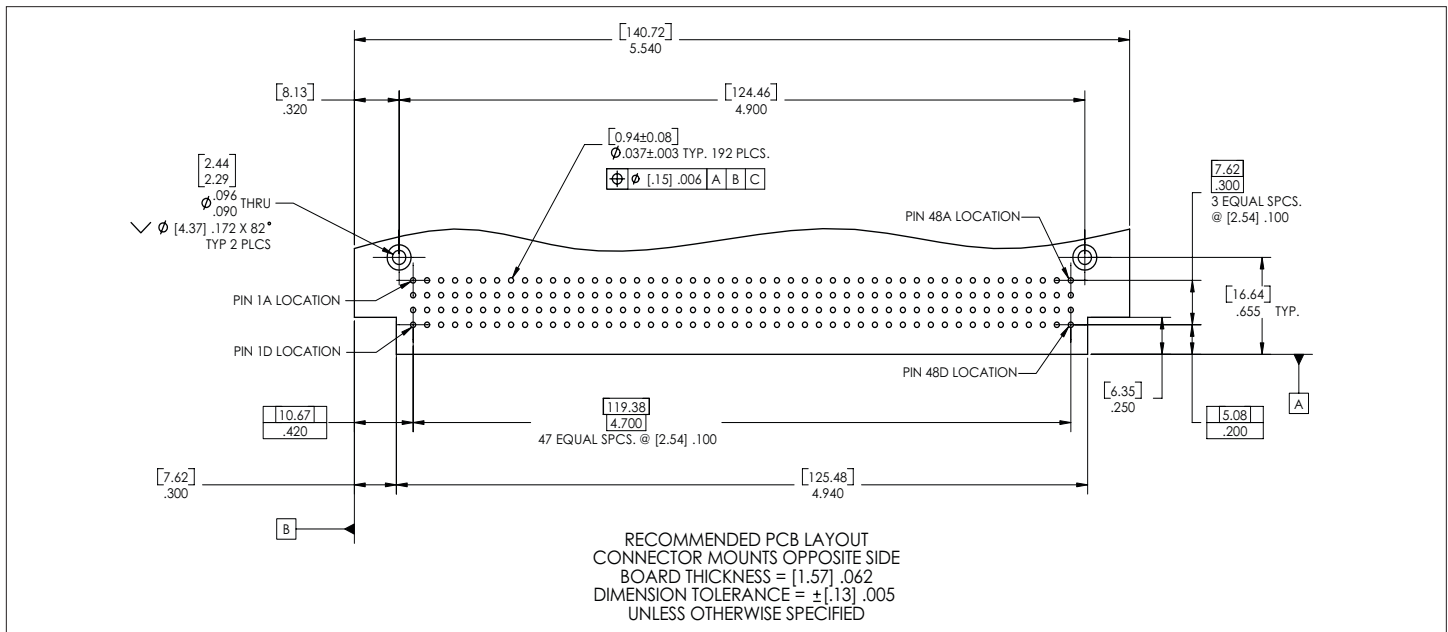 [140.72]
5.540
[8.13]
.320
[124.46]
4.900
[0.94±0.08]
Ø.037±.003 TYP. 192 PLCS.
⌖ Ø [.15] .006 A B C
[2.44]
[2.29]
Ø .096 THRU
.090
⌵ Ø [4.37] .172 X 82°
TYP 2 PLCS
7.62
.300
3 EQUAL SPCS.
@ [2.54] .100
PIN 48A LOCATION
PIN 1A LOCATION
[16.64]
.655 TYP.
PIN 1D LOCATION
PIN 48D LOCATION
[6.35]
.250
A
[10.67]
.420
119.38
4.700
47 EQUAL SPCS. @ [2.54] .100
[5.08]
.200
[7.62]
.300
[125.48]
4.940
B
RECOMMENDED PCB LAYOUT
CONNECTOR MOUNTS OPPOSITE SIDE
BOARD THICKNESS = [1.57] .062
DIMENSION TOLERANCE = ±[.13] .005
UNLESS OTHERWISE SPECIFIED